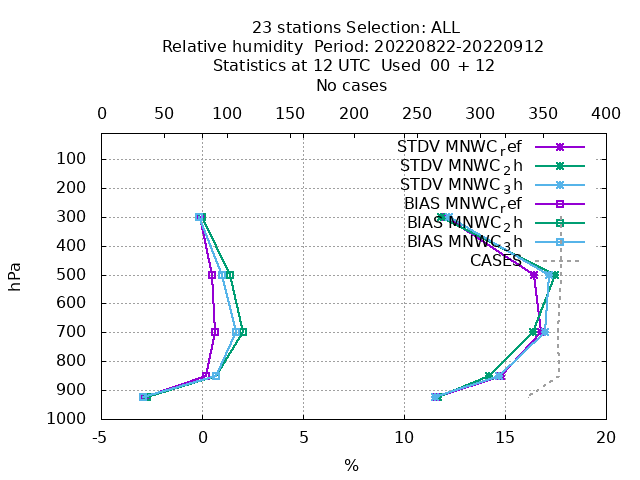 23 stations Selection: ALL
Relative humidity  Period: 20220822-20220912
Statistics at 12 UTC  Used  00 + 12
No cases
0 50 100 150 200 250 300 350 400
STDV MNWC_ref
STDV MNWC_2h
STDV MNWC_3h
BIAS MNWC_ref
BIAS MNWC_2h
BIAS MNWC_3h
CASES
100
200
300
400
500
600
700
800
900
1000
hPa
-5 0 5 10 15 20
%